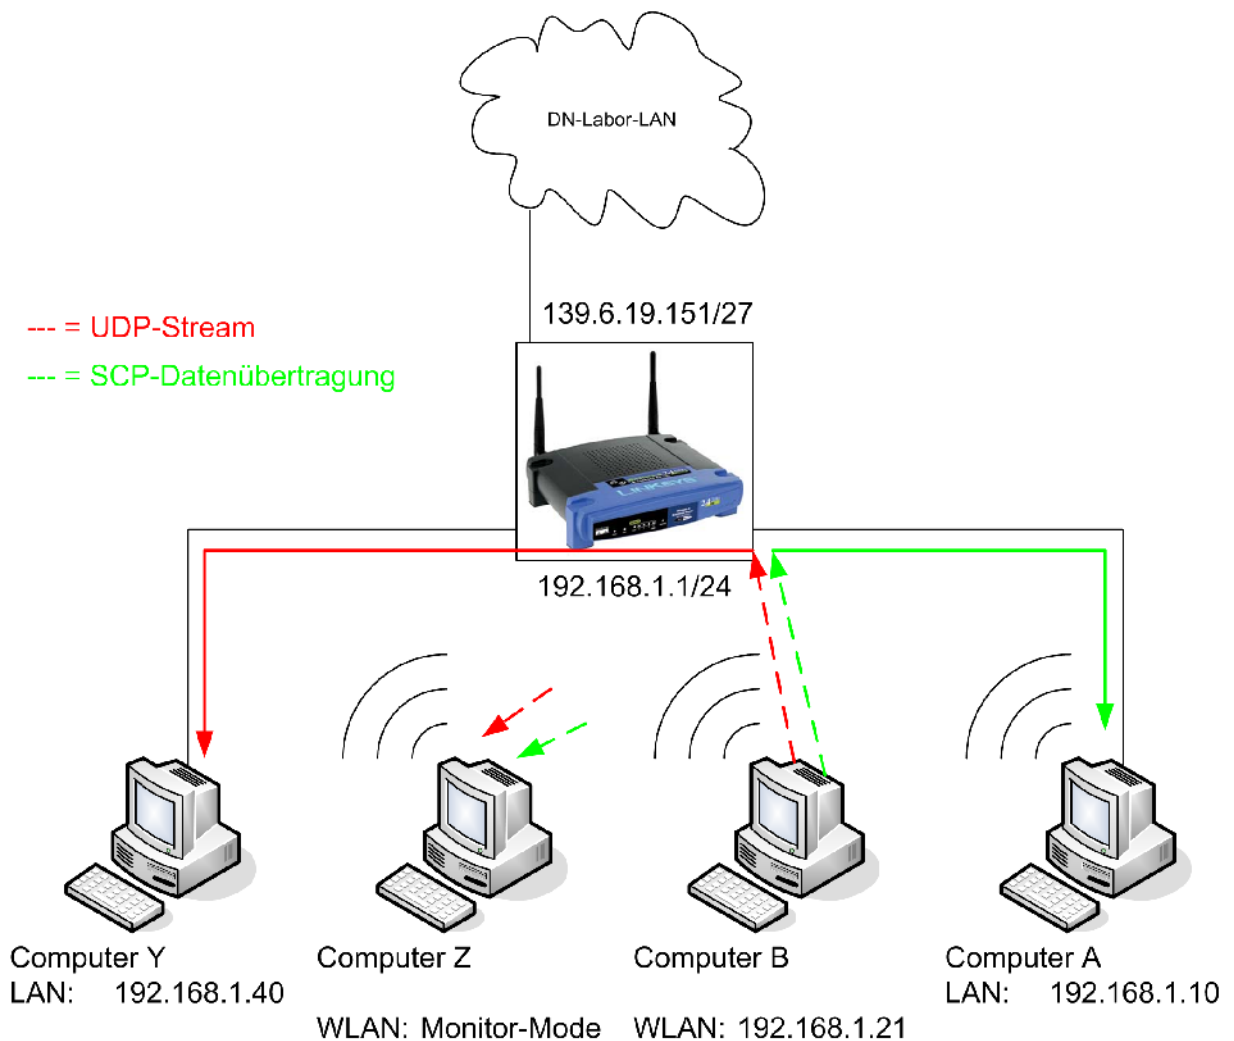 DN-Labor-LAN
139.6.19.151/27
--- = UDP-Stream
--- = SCP-Datenübertragung
LINKSYS
192.168.1.1/24
Computer Y
LAN: 192.168.1.40
Computer Z
WLAN: Monitor-Mode
Computer B
WLAN: 192.168.1.21
Computer A
LAN: 192.168.1.10